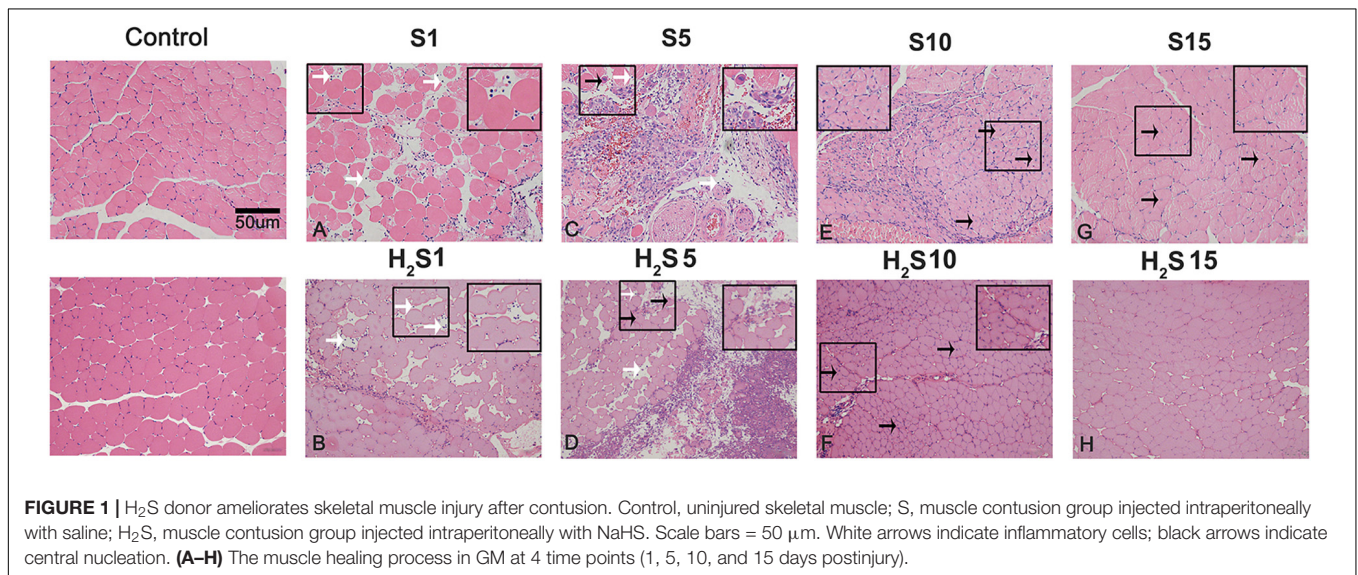 Control
S1
S5
S10
S15
50um
A
C
E
G
H₂S1
H₂S 5
H₂S10
H₂S 15
B
D
F
H
FIGURE 1 | H₂S donor ameliorates skeletal muscle injury after contusion. Control, uninjured skeletal muscle; S, muscle contusion group injected intraperitoneally
with saline; H₂S, muscle contusion group injected intraperitoneally with NaHS. Scale bars = 50 μm. White arrows indicate inflammatory cells; black arrows indicate
central nucleation. (A–H) The muscle healing process in GM at 4 time points (1, 5, 10, and 15 days postinjury).